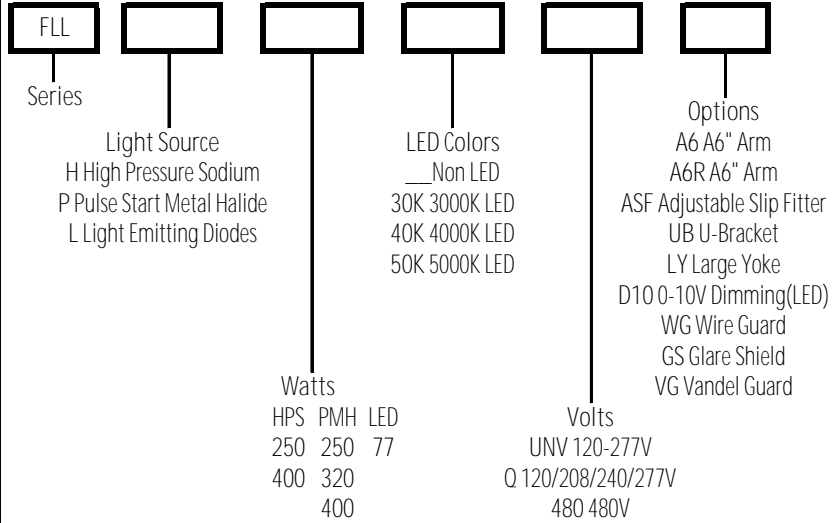 FLL
Series
Light Source
H High Pressure Sodium
P Pulse Start Metal Halide
L Light Emitting Diodes
Watts
HPS PMH LED
250 250 77
400 320
400
LED Colors
__Non LED
30K 3000K LED
40K 4000K LED
50K 5000K LED
Volts
UNV 120-277V
Q 120/208/240/277V
480 480V
Options
A6 A6" Arm
A6R A6" Arm
ASF Adjustable Slip Fitter
UB U-Bracket
LY Large Yoke
D10 0-10V Dimming(LED)
WG Wire Guard
GS Glare Shield
VG Vandel Guard